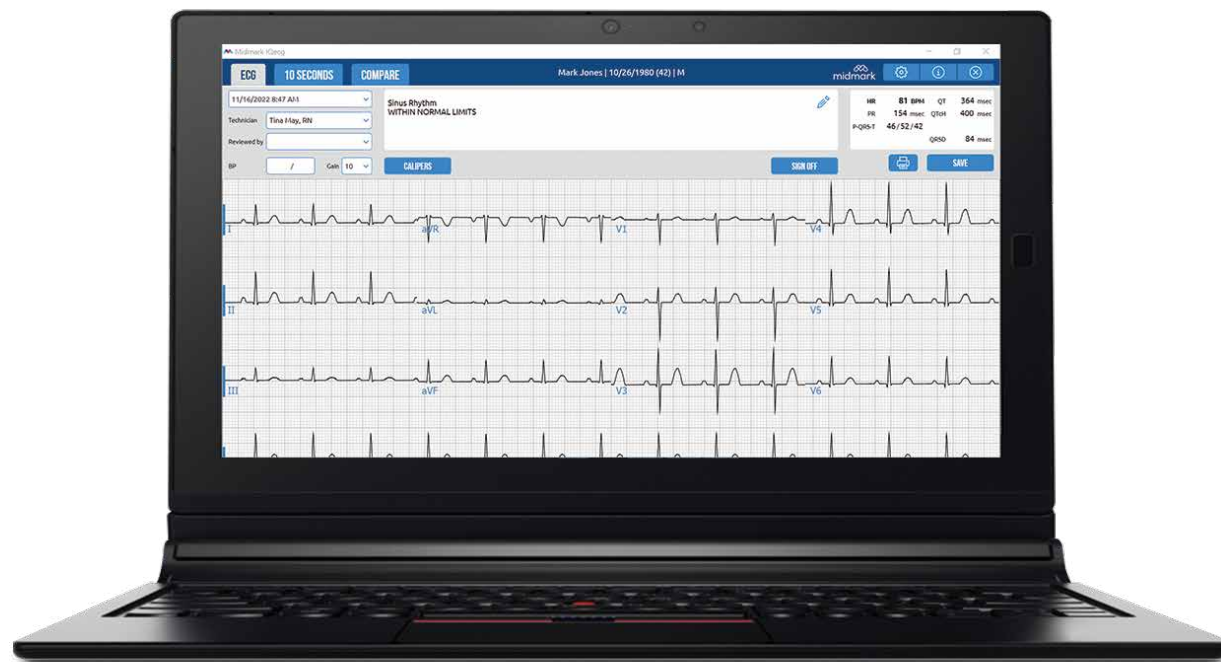 Midmark IQecg
ECG 10 SECONDS COMPARE Mark Jones | 10/26/1980 (42) | M midmark
11/16/2022 8:47 AM
Technician Tina May, RN
Reviewed by
BP / Gain 10
Sinus Rhythm
WITHIN NORMAL LIMITS
CALIPERS SIGN OFF
HR 81 BPM QT 364 msec
PR 154 msec QTcH 400 msec
P-QRS-T 46/52/42
QRSD 84 msec
SAVE
I aVR V1 V4
II aVL V2 V5
III aVF V3 V6